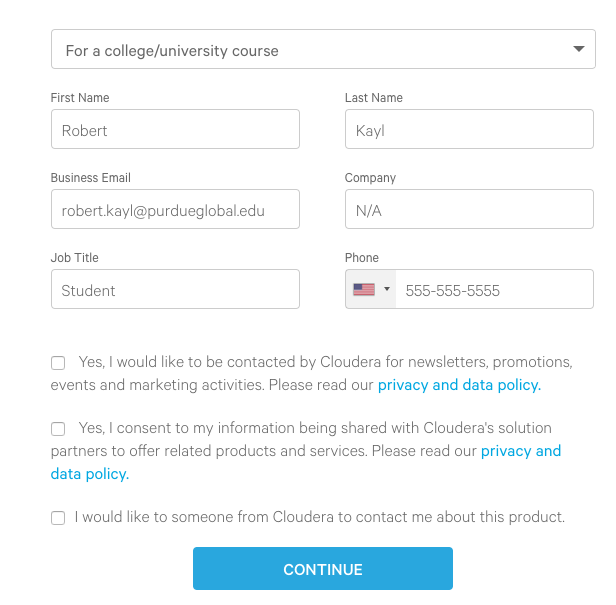 For a college/university course
First Name
Last Name
Robert
Kayl
Business Email
Company
robert.kayl@purdueglobal.edu
N/A
Job Title
Phone
Student
555-555-5555
Yes, I would like to be contacted by Cloudera for newsletters, promotions,
events and marketing activities. Please read our privacy and data policy.
Yes, I consent to my information being shared with Cloudera's solution
partners to offer related products and services. Please read our privacy and
data policy.
I would like to someone from Cloudera to contact me about this product.
CONTINUE